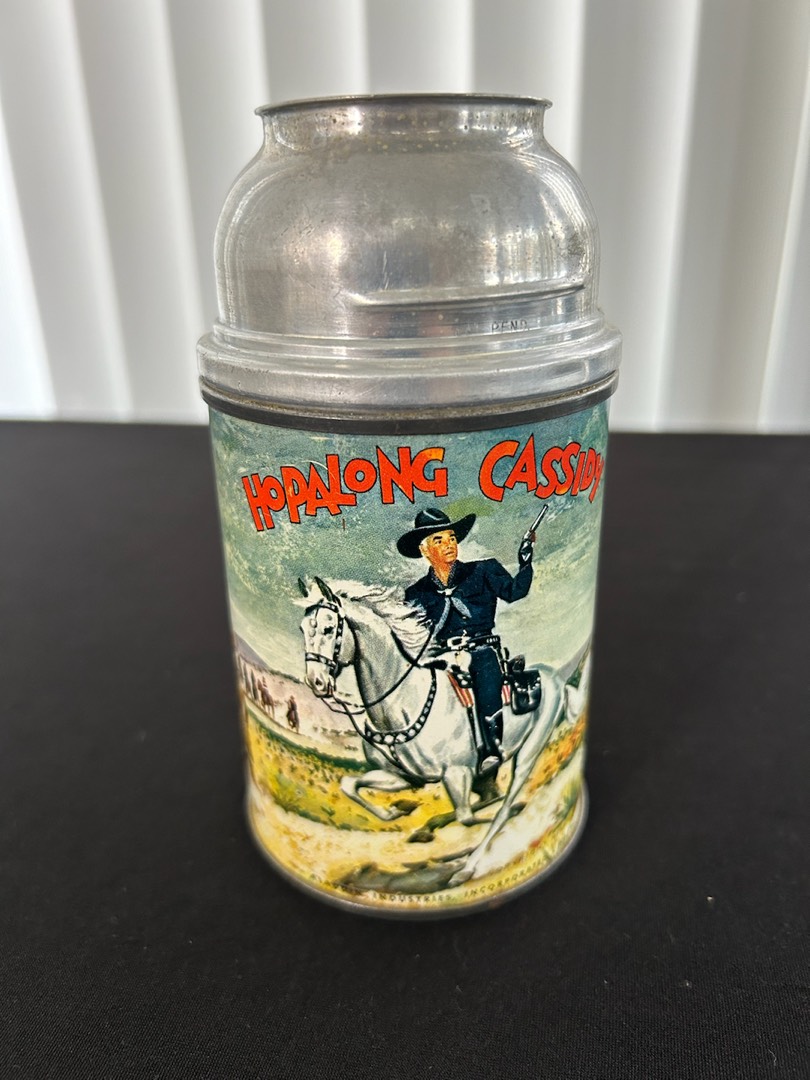 PEND.
HOPALONG CASSIDY
INDUSTRIES, INCORPORATED